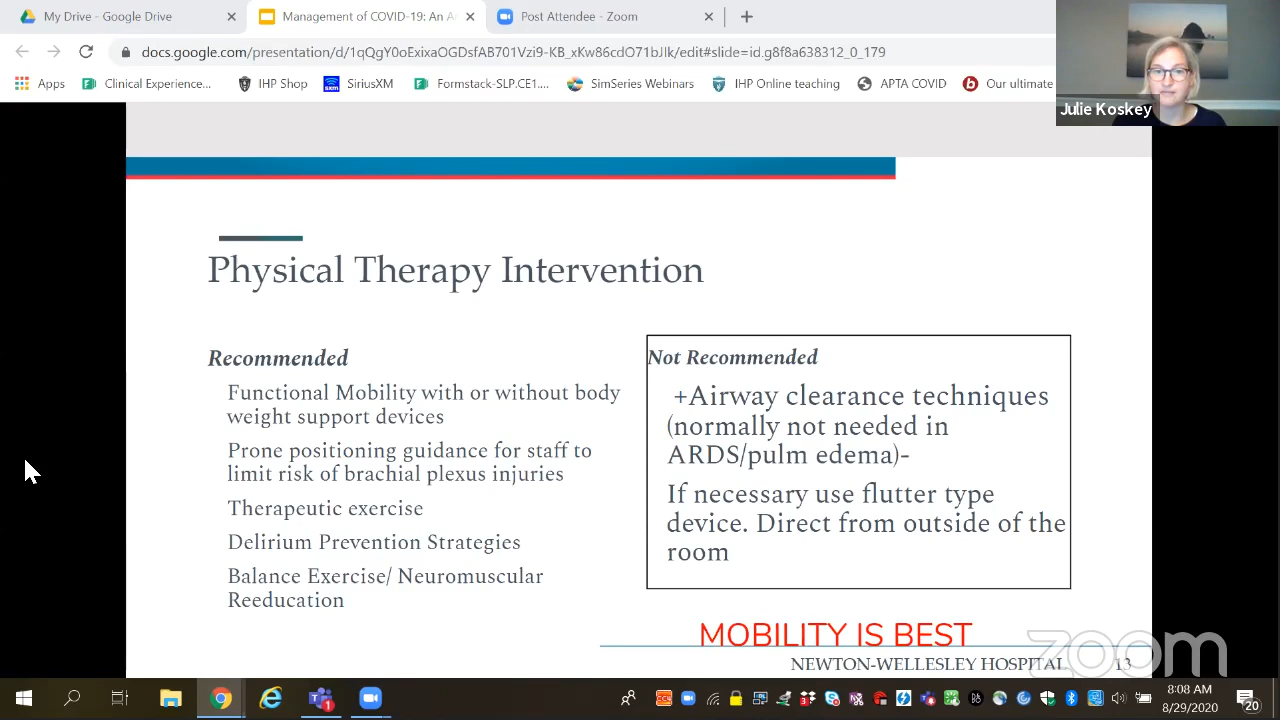 My Drive - Google Drive
Management of COVID-19: An A
Post Attendee - Zoom
docs.google.com/presentation/d/1qQgY0oExixaOGDsfAB701Vzi9-KB_xKw86cdO71bJIk/edit#slide=id.g8f8a638312_0_179
Apps
Clinical Experience...
IHP Shop
SiriusXM
Formstack-SLP.CE1....
SimSeries Webinars
IHP Online teaching
APTA COVID
Our ultimate
Julie Koskey
Physical Therapy Intervention
Recommended
Functional Mobility with or without body
weight support devices
Prone positioning guidance for staff to
limit risk of brachial plexus injuries
Therapeutic exercise
Delirium Prevention Strategies
Balance Exercise/ Neuromuscular
Reeducation
Not Recommended
+Airway clearance techniques
(normally not needed in
ARDS/pulm edema)-
If necessary use flutter type
device. Direct from outside of the
room
MOBILITY IS BEST
NEWTON-WELLESLEY HOSPITAL 13
zoom
8:08 AM
8/29/2020
20